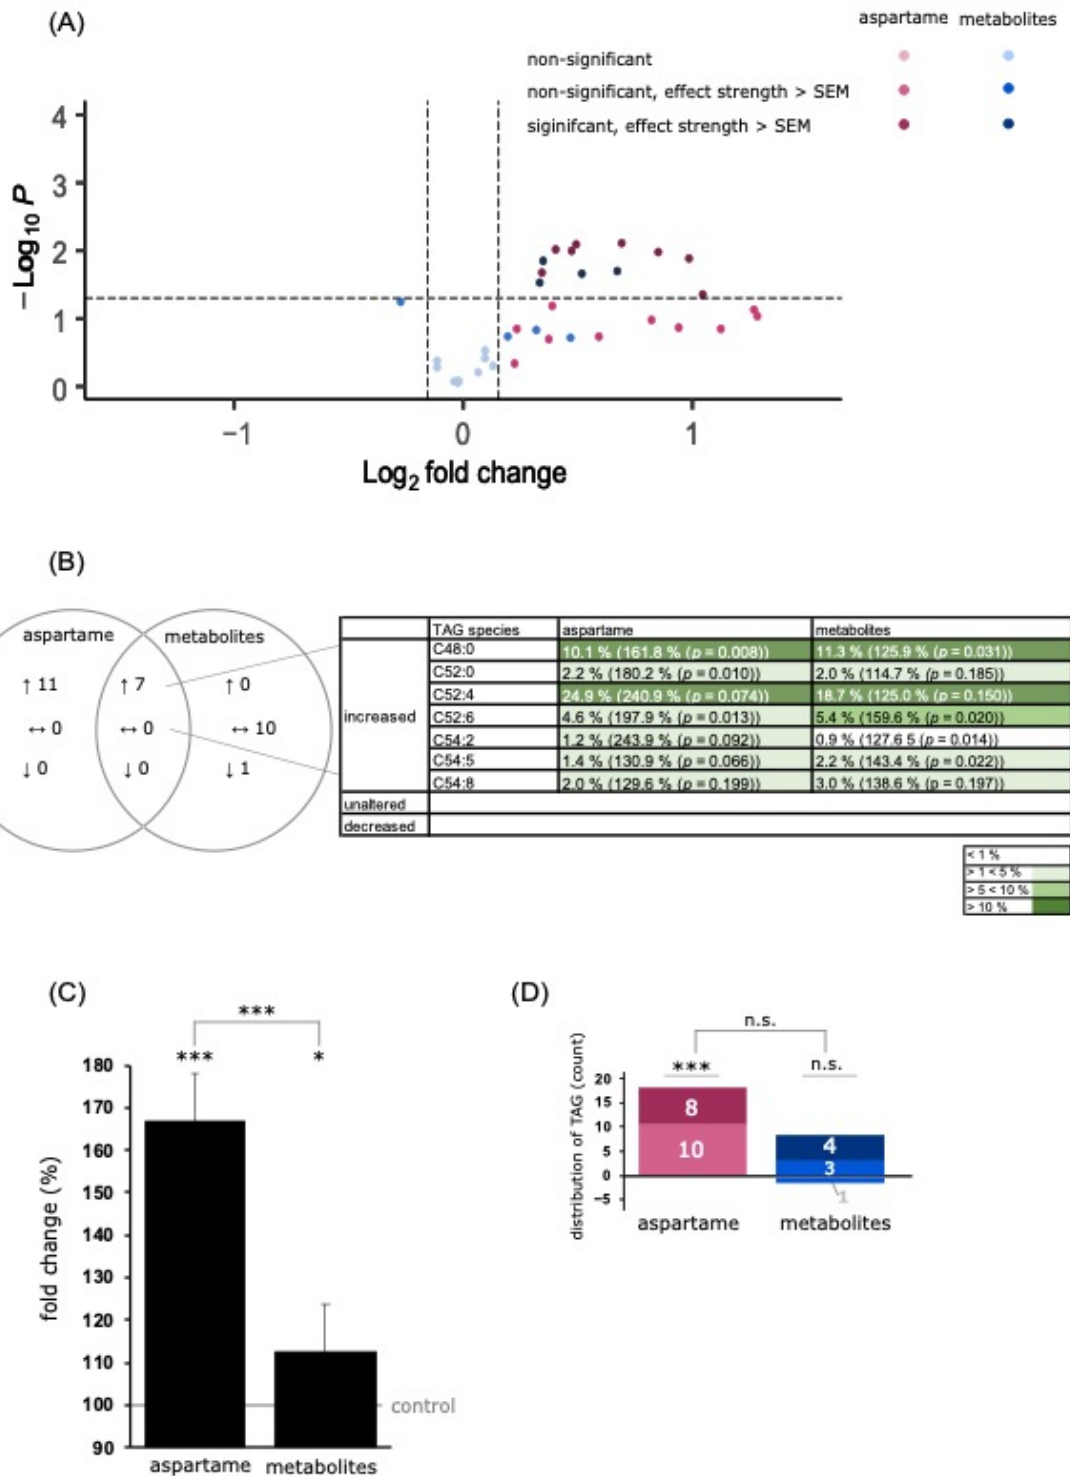 (A)
aspartame metabolites
non-significant
non-significant, effect strength > SEM
siginifcant, effect strength > SEM
4
3
2
1
0
−Log10 P
−1 0 1
Log2 fold change
(B)
aspartame metabolites
↑ 11 ↑ 7 ↑ 0
↔ 0 ↔ 0 ↔ 10
↓ 0 ↓ 0 ↓ 1
TAG species aspartame metabolites
increased
C48:0 10.1 % (161.8 % (p = 0.008)) 11.3 % (125.9 % (p = 0.031))
C52:0 2.2 % (180.2 % (p = 0.010)) 2.0 % (114.7 % (p = 0.185)
C52:4 24.9 % (240.9 % (p = 0.074)) 18.7 % (125.0 % (p = 0.150))
C52:6 4.6 % (197.9 % (p = 0.013)) 5.4 % (159.6 % (p = 0.020))
C54:2 1.2 % (243.9 % (p = 0.092)) 0.9 % (127.6 5 (p = 0.014))
C54:5 1.4 % (130.9 % (p = 0.066)) 2.2 % (143.4 % (p = 0.022))
C54:8 2.0 % (129.6 % (p = 0.199)) 3.0 % (138.6 % (p = 0.197))
unaltered
decreased
< 1 %
> 1 < 5 %
> 5 < 10 %
> 10 %
(C)
***
*** *
180
170
160
150
140
130
120
110
100
90
fold change (%)
control
aspartame metabolites
(D)
n.s.
*** n.s.
20
15
10
5
0
−5
distribution of TAG (count)
8
10
4
3
1
aspartame metabolites